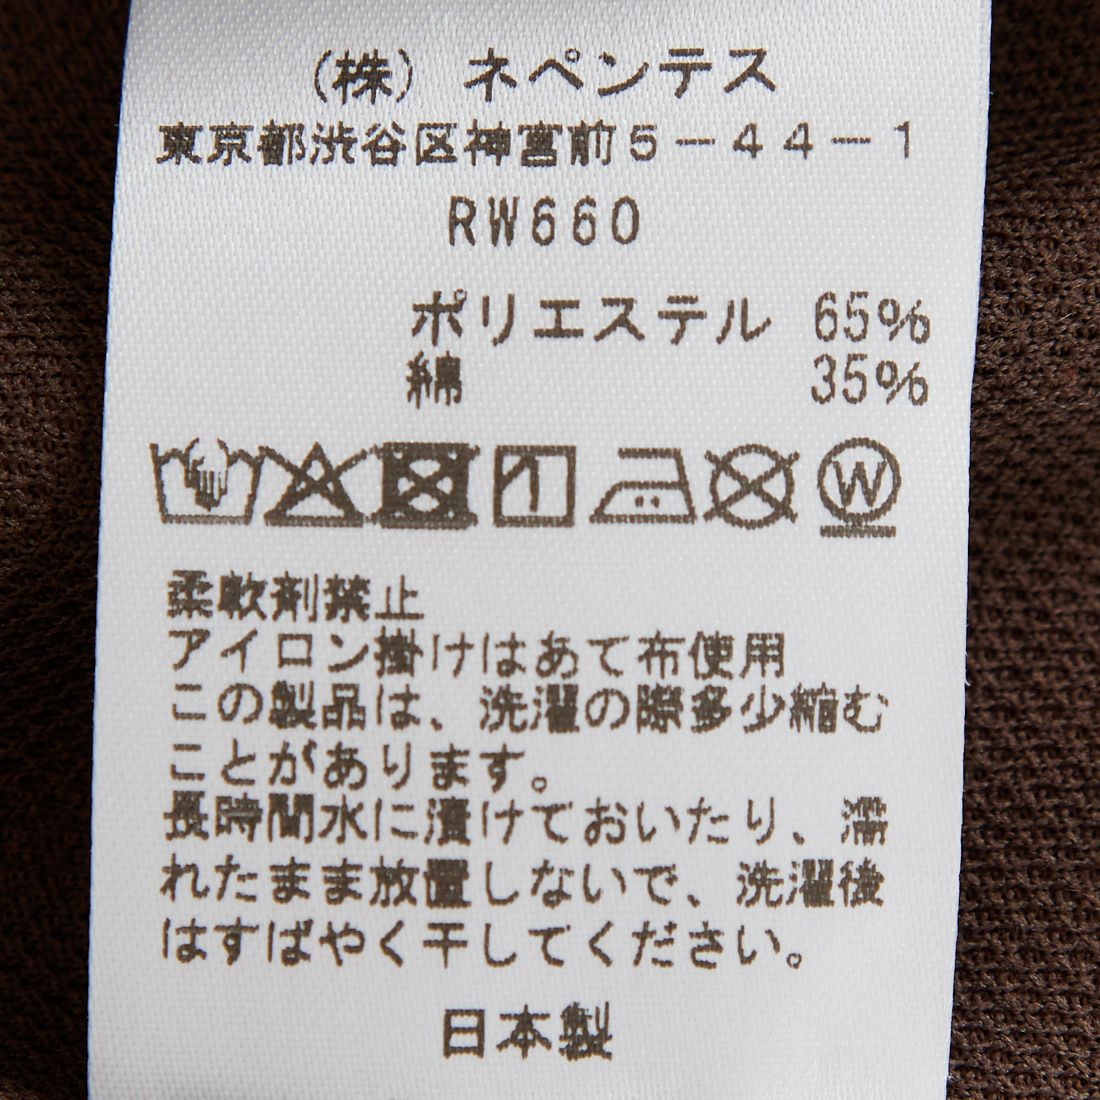 (株) ネペンテス
東京都渋谷区神宮前5-44-1
RW660
ポリエステル 65%
綿 35%
W
柔軟剤禁止
アイロン掛けはあて布使用
この製品は、洗濯の際多少縮む
ことがあります。
長時間水に漬けておいたり、濡
れたまま放置しないで、洗濯後
はすばやく干してください。
日本製